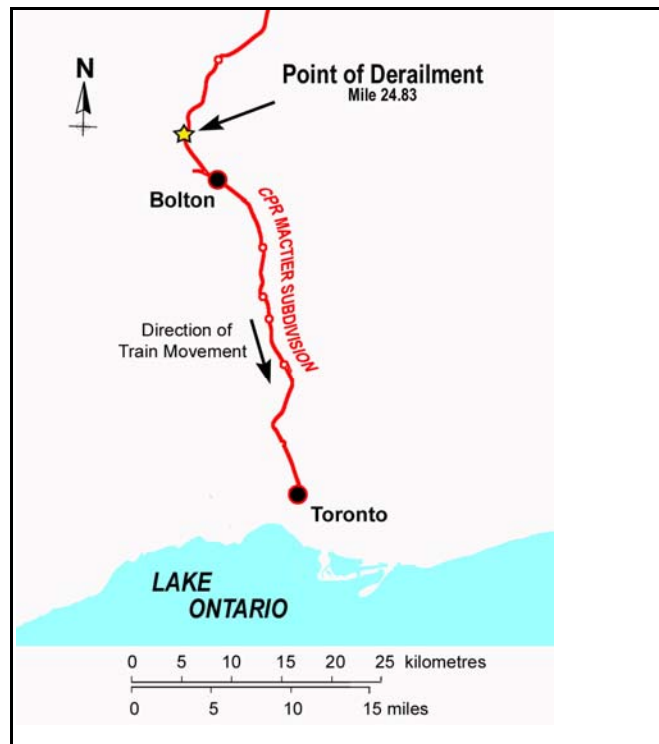 N
Point of Derailment
Mile 24.83
Bolton
CPR MACTIER SUBDIVISION
Direction of
Train Movement
Toronto
LAKE
ONTARIO
0 5 10 15 20 25 kilometres
0 5 10 15 miles